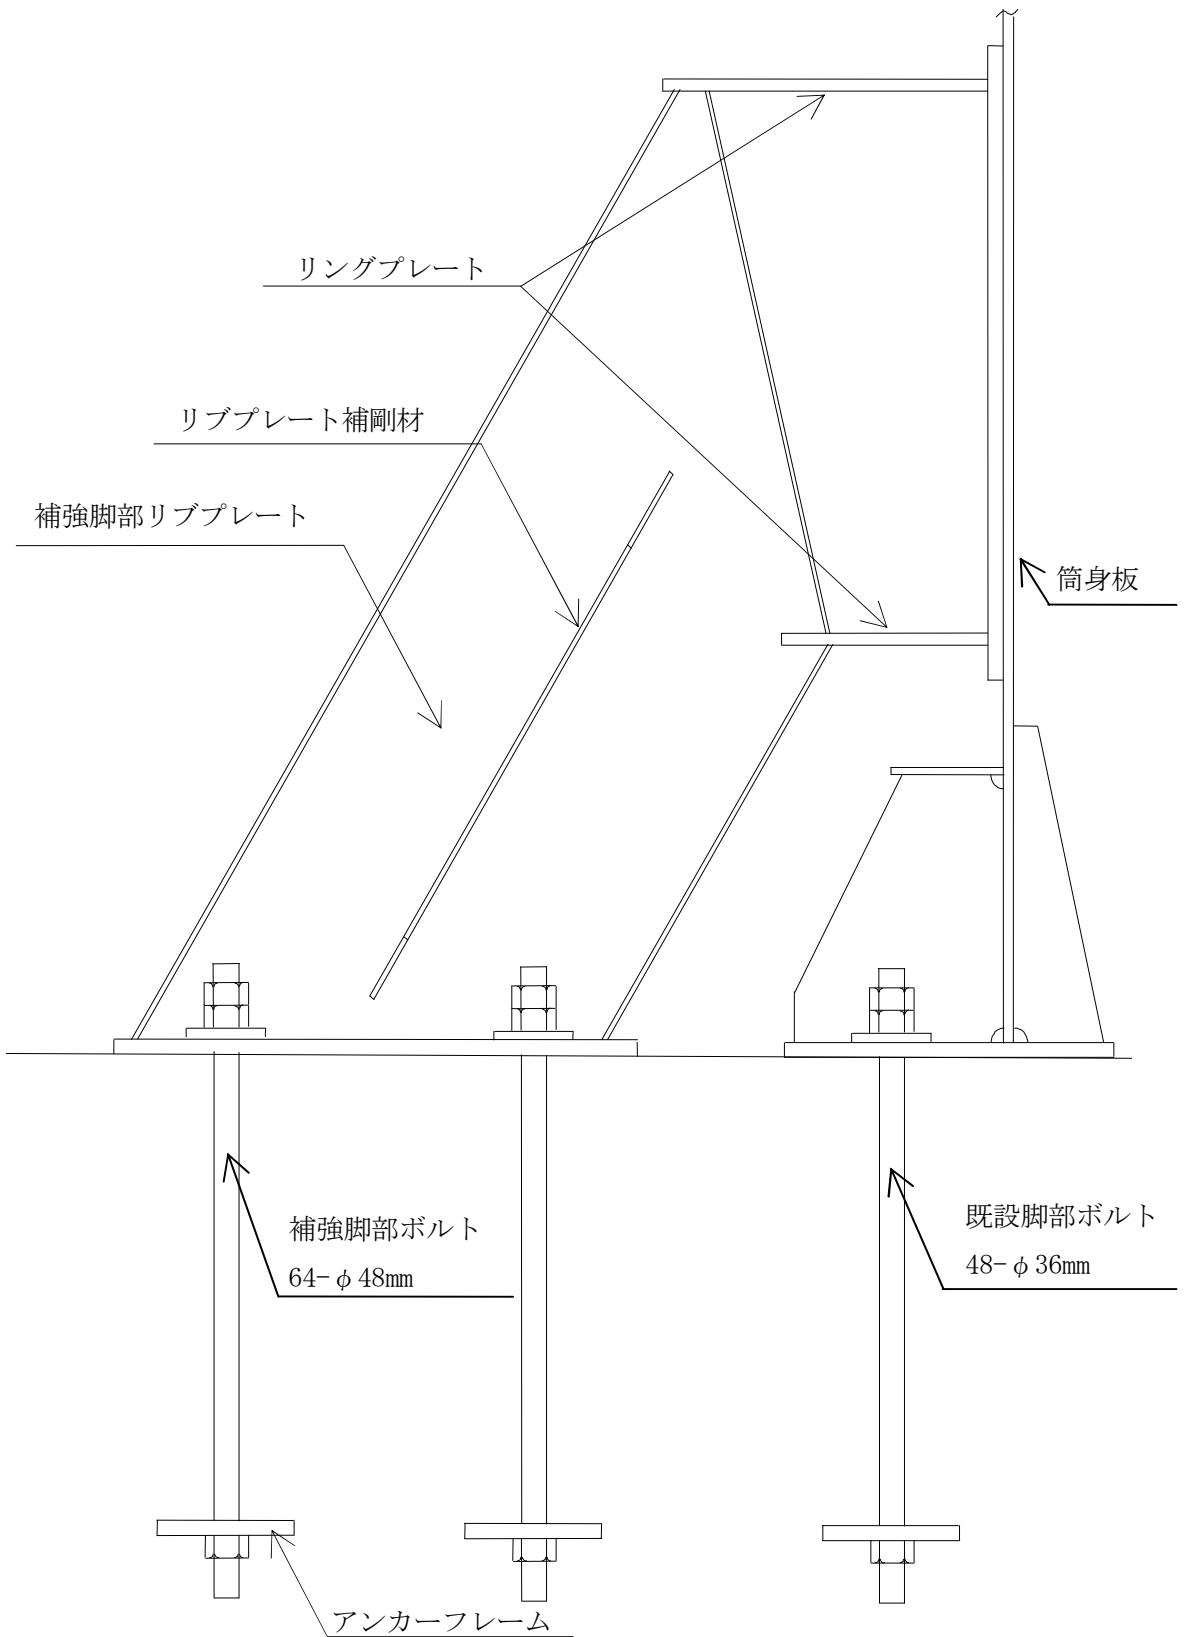 リングプレート
リブプレート補剛材
補強脚部リブプレート
筒身板
補強脚部ボルト
64-φ48mm
既設脚部ボルト
48-φ36mm
アンカーフレーム